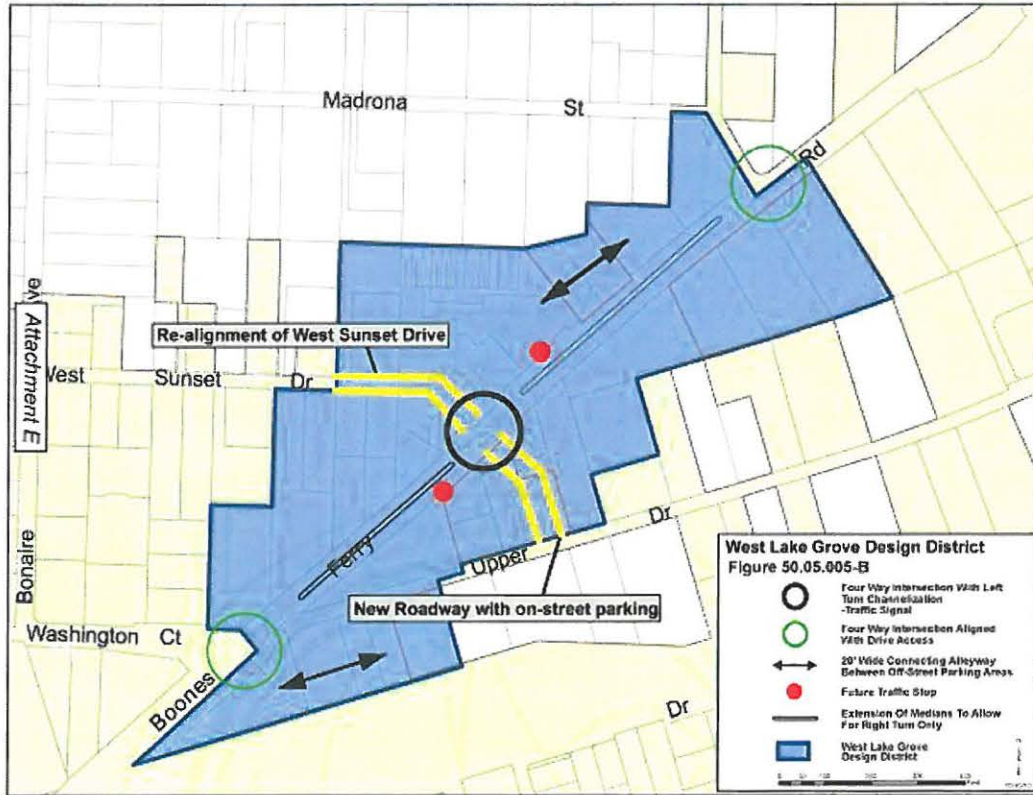 Madrona St
Rd
Attachment E
Re-alignment of West Sunset Drive
Sunset Dr
Ferry
Upper Dr
Bonaire
New Roadway with on-street parking
Washington Ct
Boones
Dr
West Lake Grove Design District
Figure 50.05.005-B
Four Way Intersection With Left
Turn Channelization
-Traffic Signal
Four Way Intersection Aligned
With Drive Access
20' Wide Connecting Alleyway
Between Off-Street Parking Areas
Future Traffic Stop
Extension Of Medians To Allow
For Right Turn Only
West Lake Grove
Design District